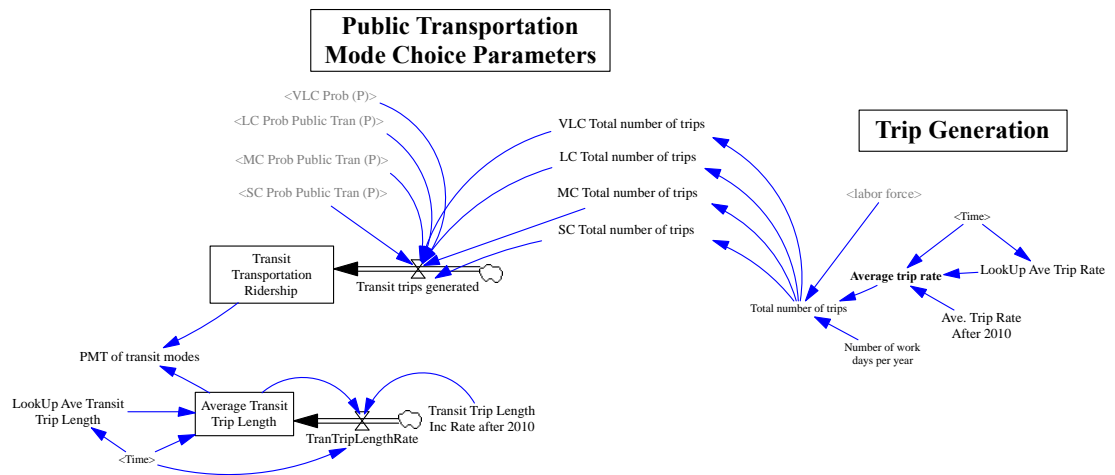 Public Transportation
Mode Choice Parameters
<VLC Prob (P)>
<LC Prob Public Tran (P)>
<MC Prob Public Tran (P)>
<SC Prob Public Tran (P)>
VLC Total number of trips
LC Total number of trips
MC Total number of trips
SC Total number of trips
Trip Generation
<labor force>
<Time>
Average trip rate
LookUp Ave Trip Rate
Total number of trips
Ave. Trip Rate
After 2010
Number of work
days per year
Transit
Transportation
Ridership
Transit trips generated
PMT of transit modes
LookUp Ave Transit
Trip Length
Average Transit
Trip Length
TranTripLengthRate
Transit Trip Length
Inc Rate after 2010
<Time>